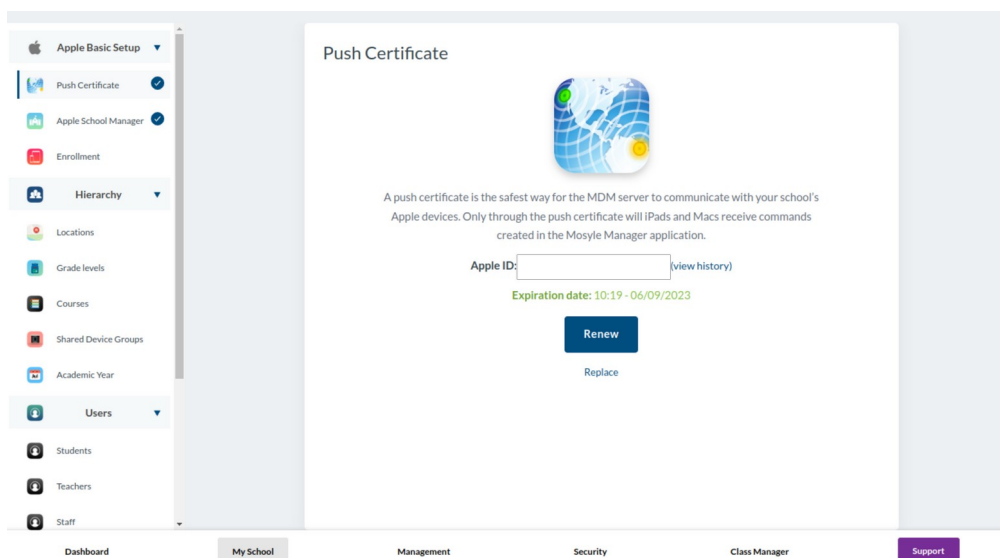 Apple Basic Setup
Push Certificate
Apple School Manager
Enrollment
Hierarchy
Locations
Grade levels
Courses
Shared Device Groups
Academic Year
Users
Students
Teachers
Staff
Push Certificate
A push certificate is the safest way for the MDM server to communicate with your school's
Apple devices. Only through the push certificate will iPads and Macs receive commands
created in the Mosyle Manager application.
Apple ID: (view history)
Expiration date: 10:19 - 06/09/2023
Renew
Replace
Dashboard My School Management Security Class Manager Support